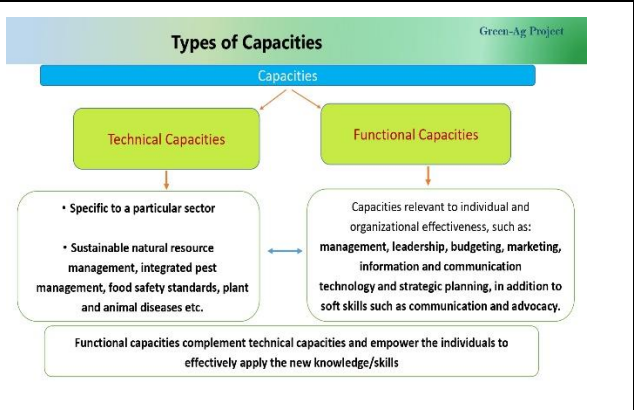 Green-Ag Project
Types of Capacities
Capacities
Technical Capacities
Functional Capacities
• Specific to a particular sector
• Sustainable natural resource
management, integrated pest
management, food safety standards, plant
and animal diseases etc.
Capacities relevant to individual and
organizational effectiveness, such as:
management, leadership, budgeting, marketing,
information and communication
technology and strategic planning, in addition to
soft skills such as communication and advocacy.
Functional capacities complement technical capacities and empower the individuals to
effectively apply the new knowledge/skills